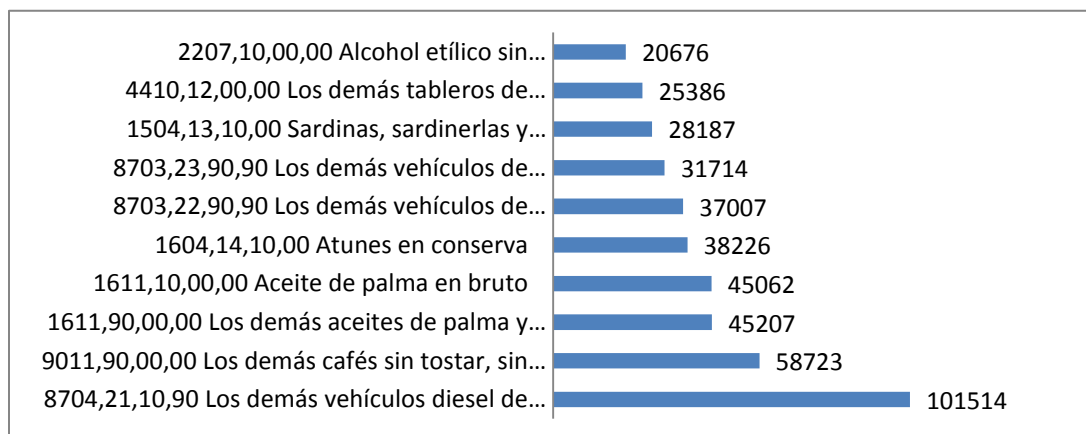 2207,10,00,00 Alcohol etílico sin... 20676
4410,12,00,00 Los demás tableros de... 25386
1504,13,10,00 Sardinas, sardinerlas y... 28187
8703,23,90,90 Los demás vehículos de... 31714
8703,22,90,90 Los demás vehículos de... 37007
1604,14,10,00 Atunes en conserva 38226
1611,10,00,00 Aceite de palma en bruto 45062
1611,90,00,00 Los demás aceites de palma y... 45207
9011,90,00,00 Los demás cafés sin tostar, sin... 58723
8704,21,10,90 Los demás vehículos diesel de... 101514